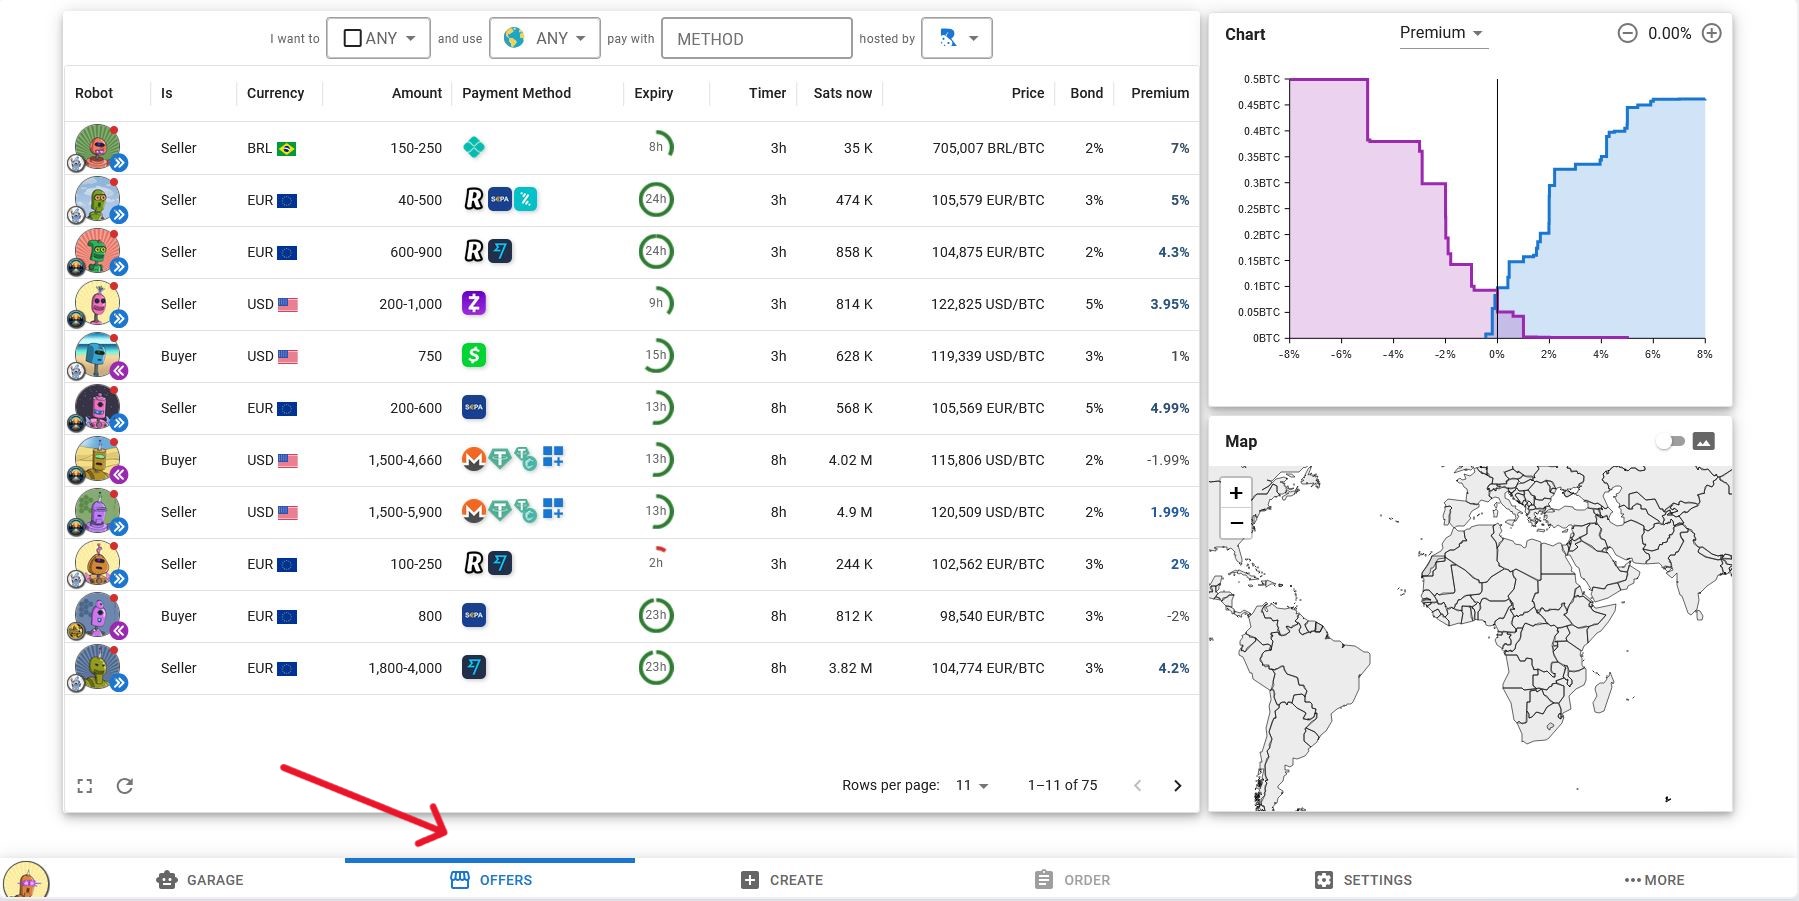 I want to ANY and use ANY pay with METHOD hosted by
Robot Is Currency Amount Payment Method Expiry Timer Sats now Price Bond Premium
Seller BRL 150-250 8h 3h 35 K 705,007 BRL/BTC 2% 7%
Seller EUR 40-500 R S€PA 24h 3h 474 K 105,579 EUR/BTC 3% 5%
Seller EUR 600-900 R 24h 3h 858 K 104,875 EUR/BTC 2% 4.3%
Seller USD 200-1,000 9h 3h 814 K 122,825 USD/BTC 5% 3.95%
Buyer USD 750 $ 15h 3h 628 K 119,339 USD/BTC 3% 1%
Seller EUR 200-600 S€PA 13h 8h 568 K 105,569 EUR/BTC 5% 4.99%
Buyer USD 1,500-4,660 13h 8h 4.02 M 115,806 USD/BTC 2% -1.99%
Seller USD 1,500-5,900 13h 8h 4.9 M 120,509 USD/BTC 2% 1.99%
Seller EUR 100-250 R 2h 3h 244 K 102,562 EUR/BTC 3% 2%
Buyer EUR 800 S€PA 23h 8h 812 K 98,540 EUR/BTC 3% -2%
Seller EUR 1,800-4,000 23h 8h 3.82 M 104,774 EUR/BTC 3% 4.2%
Rows per page: 11 1–11 of 75
Chart Premium 0.00%
0.5BTC
0.45BTC
0.4BTC
0.35BTC
0.3BTC
0.25BTC
0.2BTC
0.15BTC
0.1BTC
0.05BTC
0BTC
-8% -6% -4% -2% 0% 2% 4% 6% 8%
Map
+
−
GARAGE OFFERS CREATE ORDER SETTINGS MORE